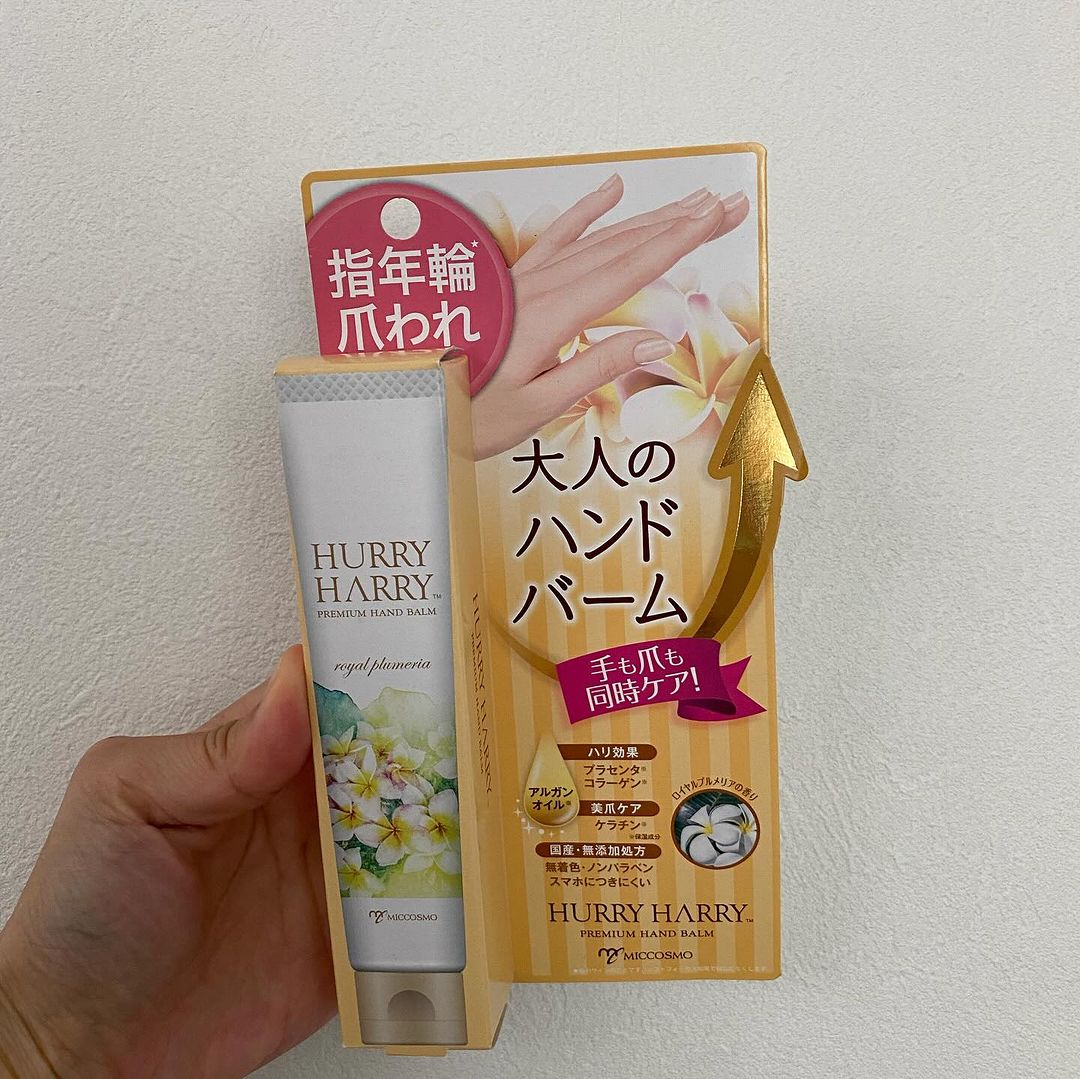 指年輪★
爪われ
HURRY
HARRY™
PREMIUM HAND BALM
royal plumeria
MICCOSMO
HURRY HARRY
PREMIUM HAND BALM
大人の
ハンド
バーム
手も爪も
同時ケア!
アルガン
オイル※
ハリ効果
プラセンタ※
コラーゲン※
美爪ケア
ケラチン※
※保湿成分
国産・無添加処方
無着色・ノンパラベン
スマホにつきにくい
ロイヤルプルメリアの香り
HURRY HARRY™
PREMIUM HAND BALM
MICCOSMO